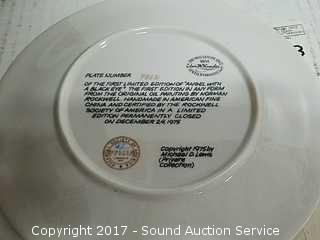 PLATE NUMBER
OF THE FIRST LIMITED EDITION OF "ANGEL WITH
A BLACK EYE". THE FIRST EDITION IN ANY FORM
FROM THE ORIGINAL OIL PAINTING BY NORMAN
ROCKWELL. HANDMADE IN AMERICAN FINE
CHINA AND CERTIFIED BY THE ROCKWELL
SOCIETY OF AMERICA IN A LIMITED
EDITION PERMANENTLY CLOSED
ON DECEMBER 24, 1975
Copyright 1975 by
Michael D. Lewis
(Private
Collection)
3
Copyright 2017 - Sound Auction Service